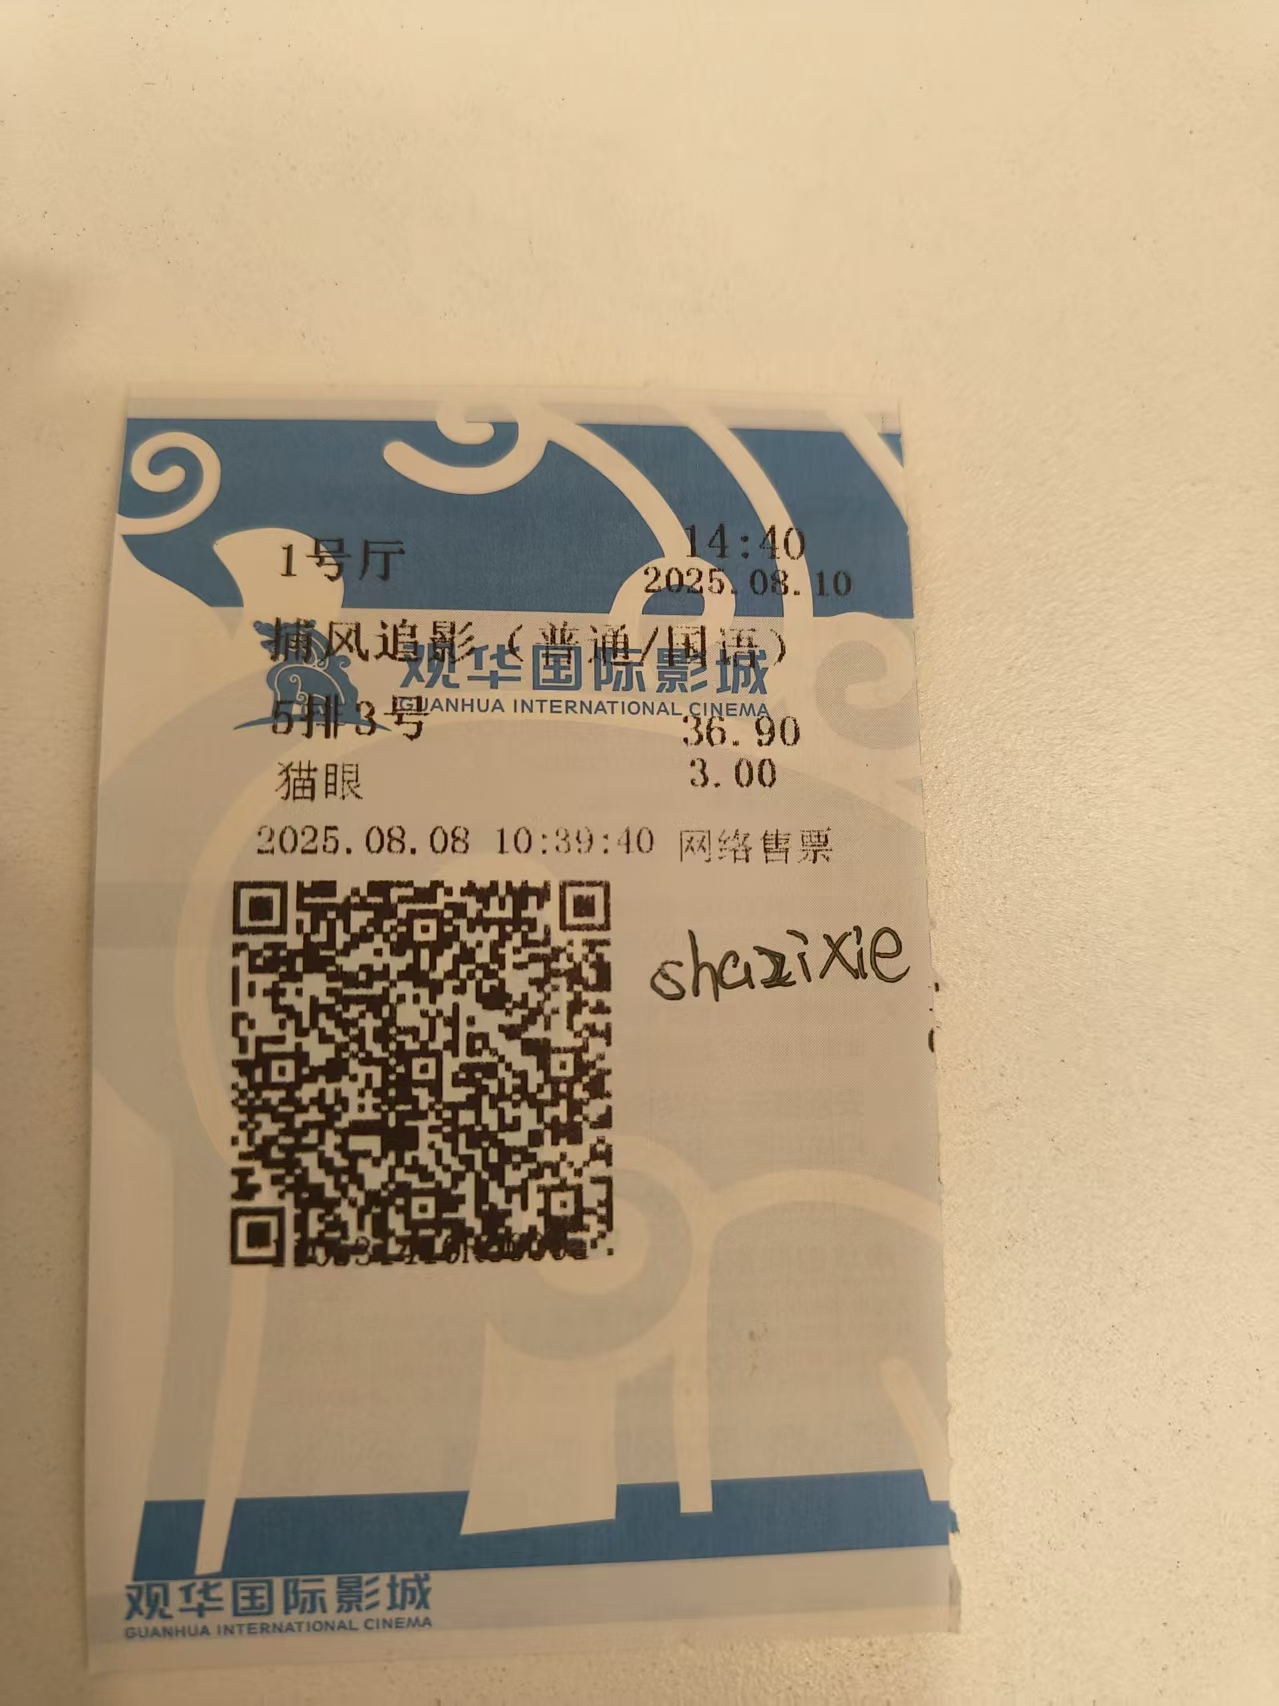 1号厅 14:40
2025.08.10
捕风追影（普通/国语）
观华国际影城
GUANHUA INTERNATIONAL CINEMA
5排3号 36.90
猫眼 3.00
2025.08.08 10:39:40 网络售票
shazixie
观华国际影城
GUANHUA INTERNATIONAL CINEMA